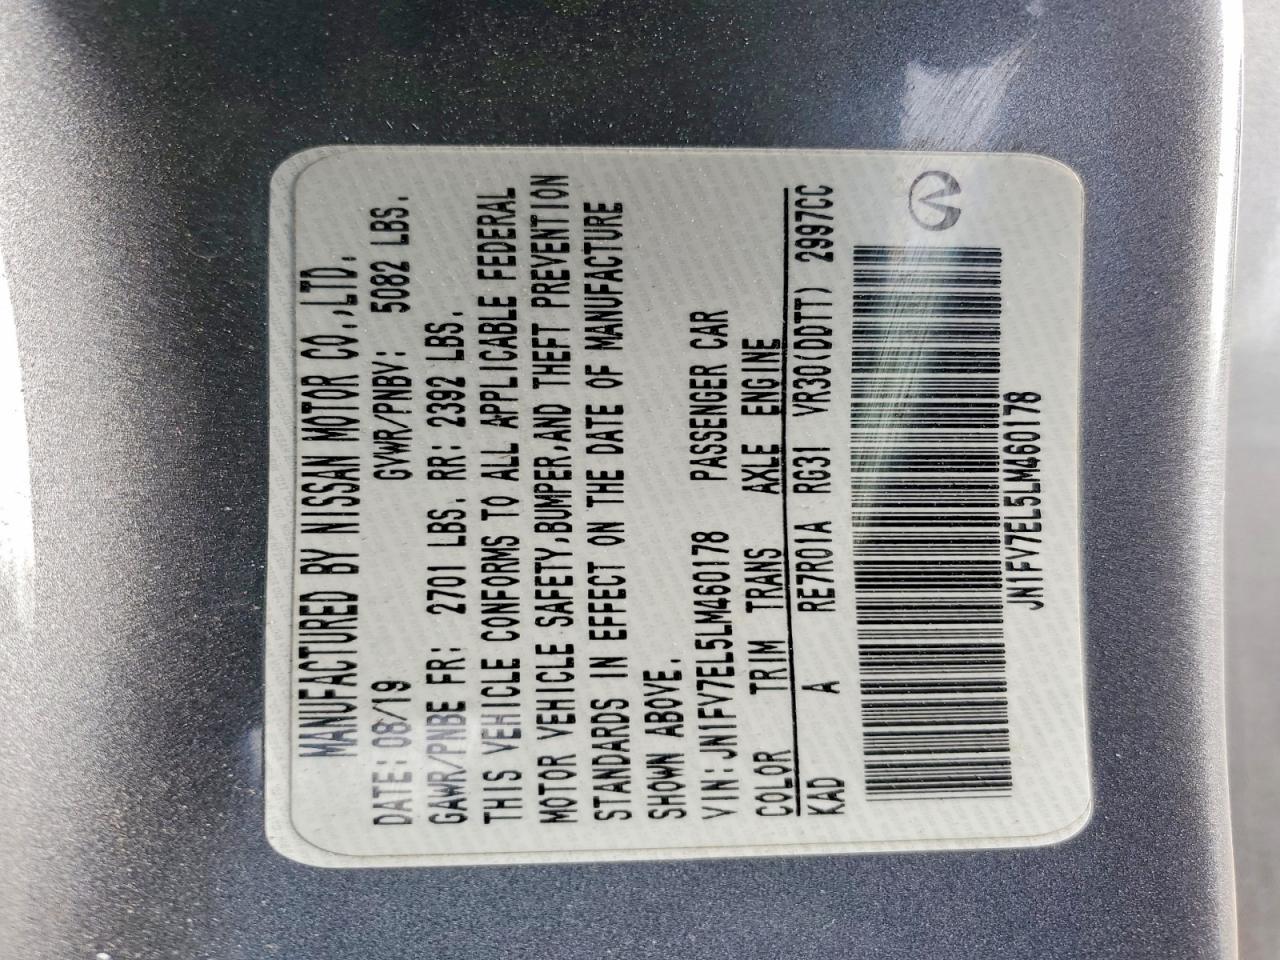 MANUFACTURED BY NISSAN MOTOR CO.,LTD.
DATE: 08/19 GVWR/PNBV: 5082 LBS.
GAWR/PNBE FR: 2701 LBS. RR: 2392 LBS.
THIS VEHICLE CONFORMS TO ALL APPLICABLE FEDERAL
MOTOR VEHICLE SAFETY,BUMPER,AND THEFT PREVENTION
STANDARDS IN EFFECT ON THE DATE OF MANUFACTURE
SHOWN ABOVE.
VIN:JN1FV7EL5LM460178 PASSENGER CAR
COLOR TRIM TRANS AXLE ENGINE
KAD A RE7R01A RG31 VR30(DDTT) 2997CC
JN1FV7EL5LM460178